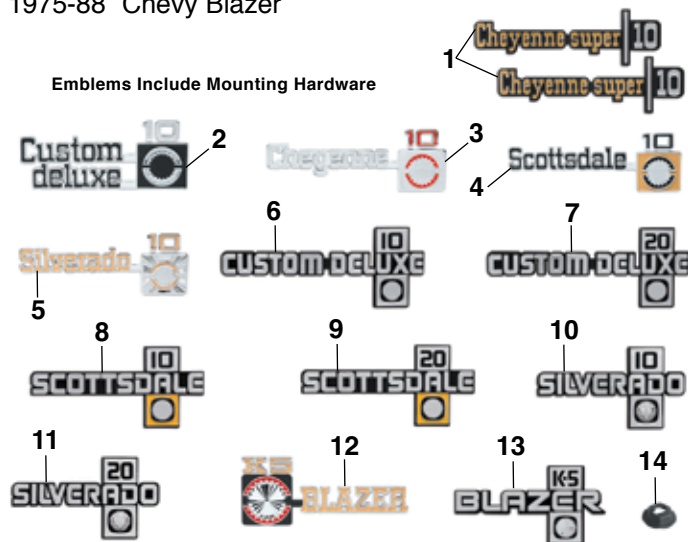 1975-88 Chevy Blazer
Cheyenne super 10
1
Emblems Include Mounting Hardware
Cheyenne super 10
10
Custom
deluxe
2
10
Cheyenne
3
10
Scottsdale
4
10
Silverado
5
6
10
CUSTOM DELUXE
7
20
CUSTOM DELUXE
8
10
SCOTTSDALE
9
20
SCOTTSDALE
10
10
SILVERADO
11
20
SILVERADO
12
K5
BLAZER
13
K-5
BLAZER
14